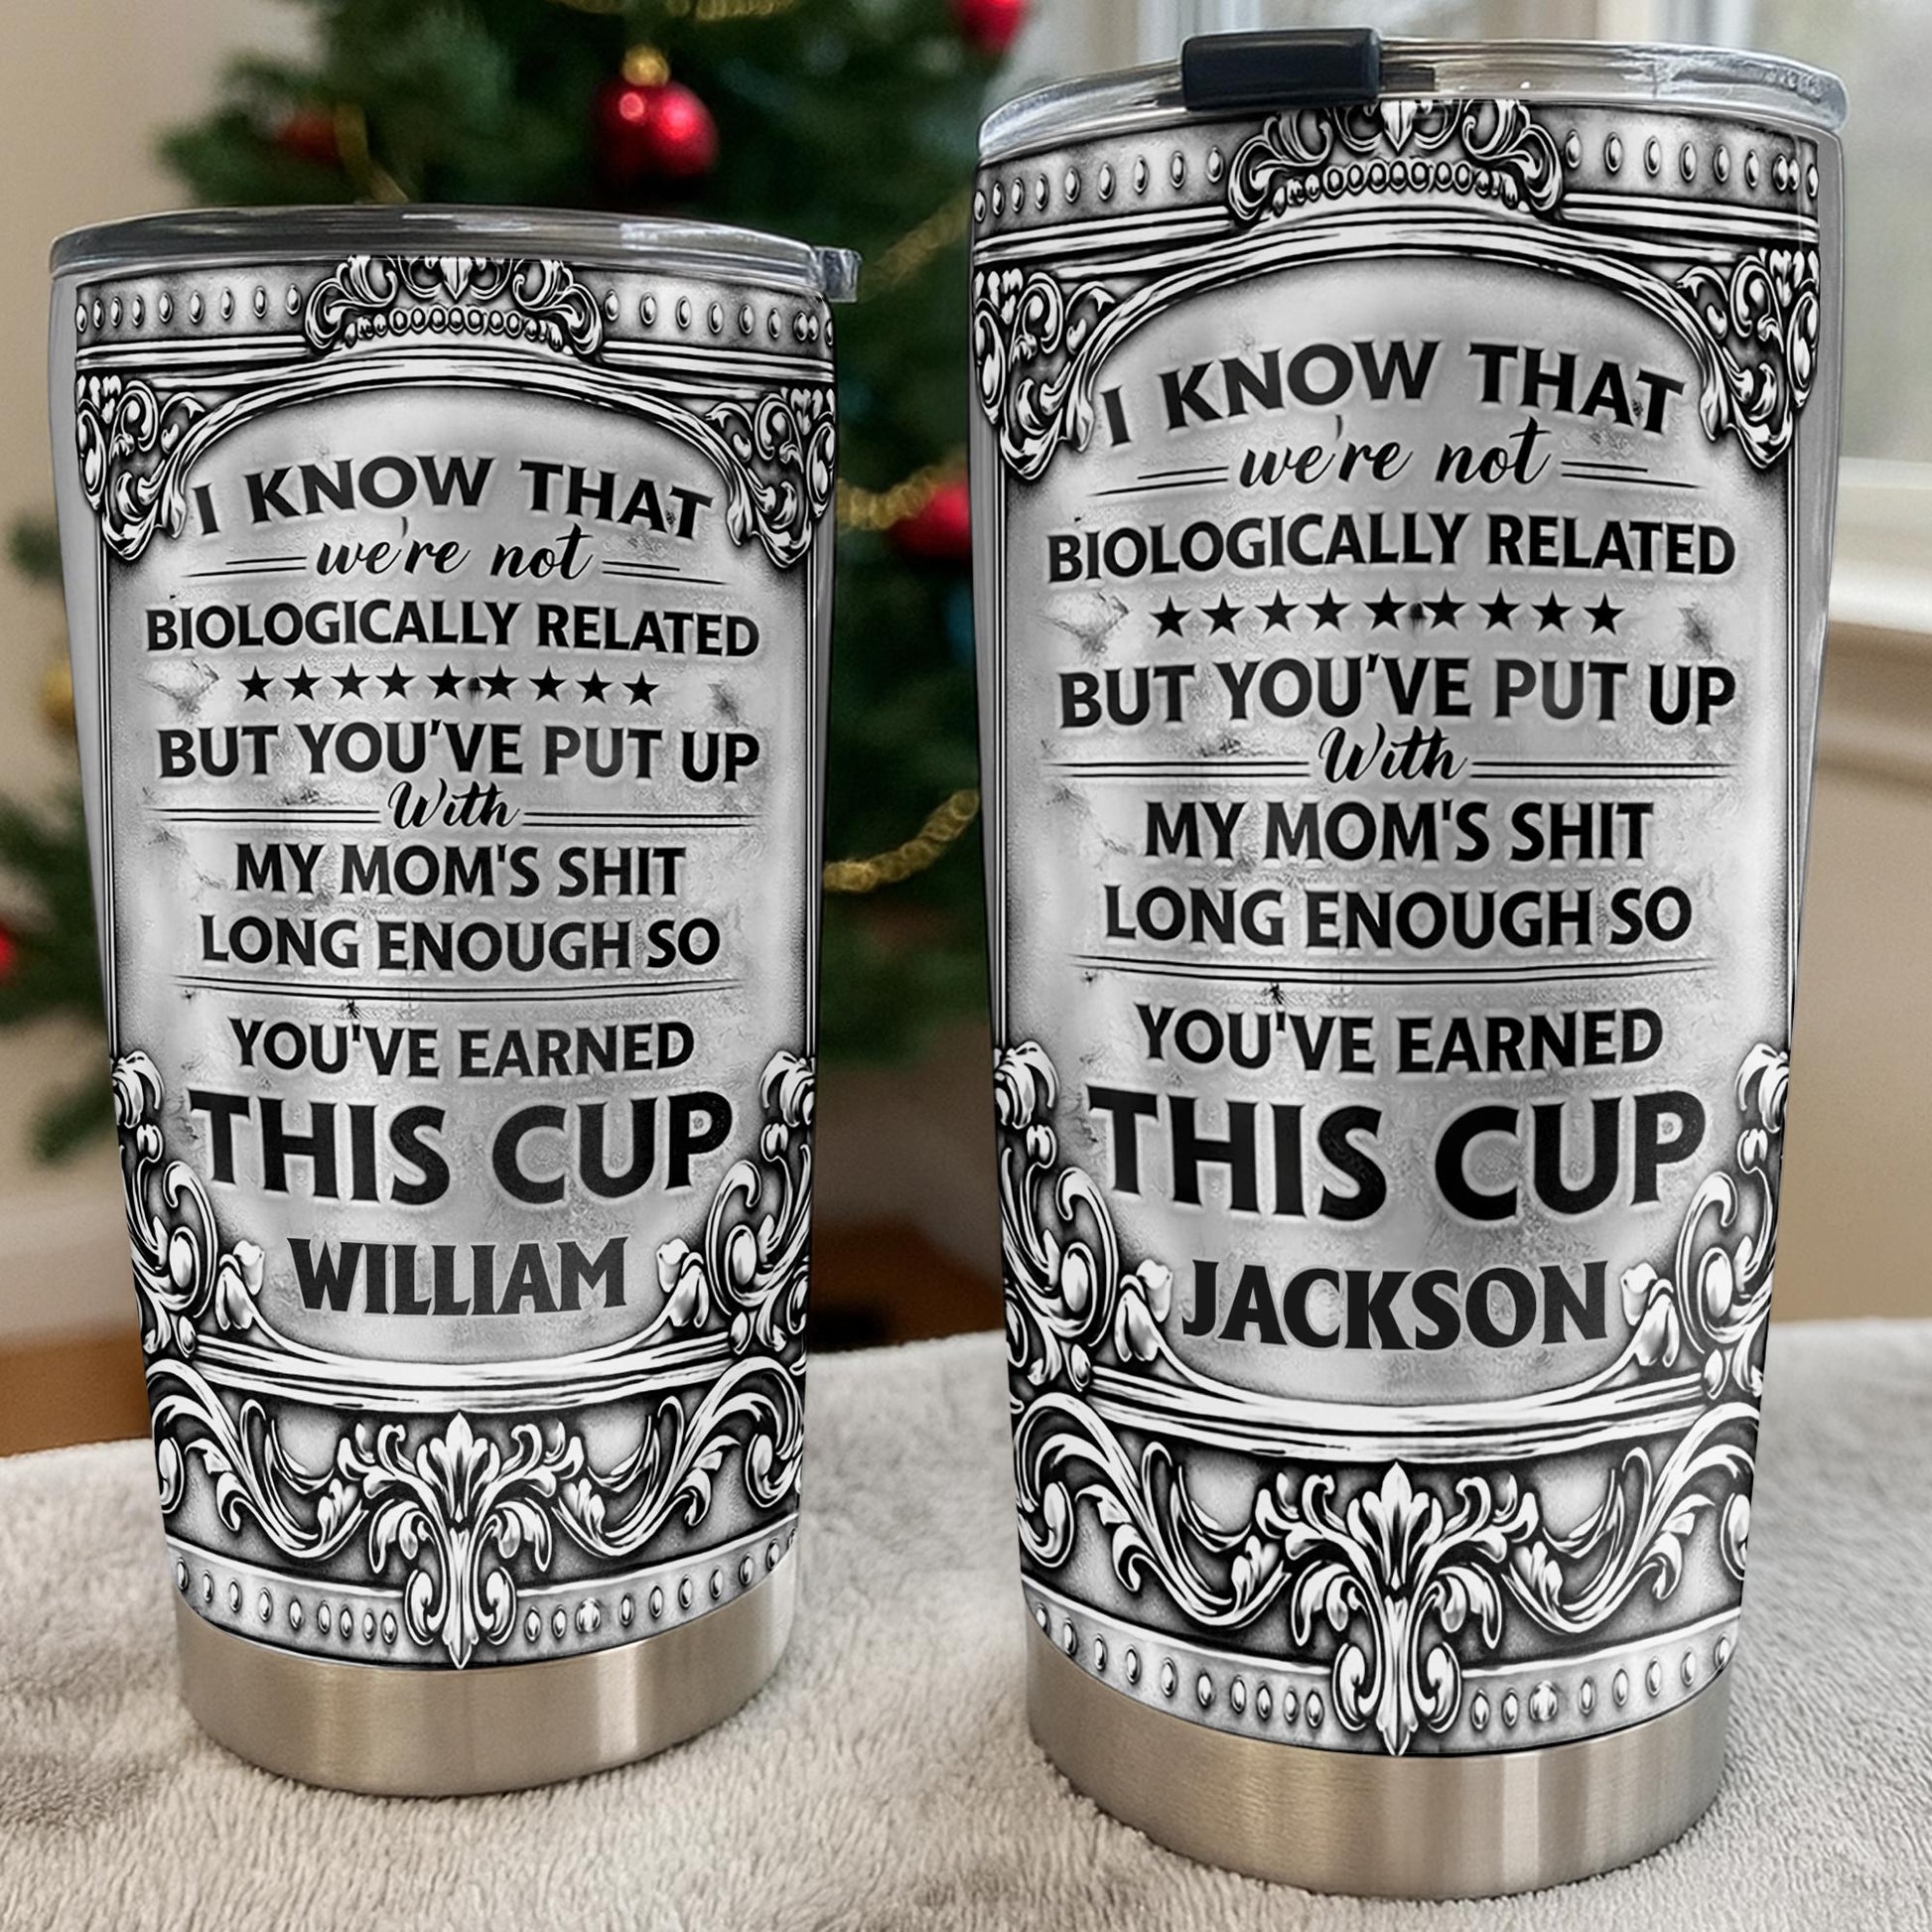 I KNOW THAT
we're not
BIOLOGICALLY RELATED
BUT YOU'VE PUT UP
With
MY MOM'S SHIT
LONG ENOUGH SO
YOU'VE EARNED
THIS CUP
WILLIAM
I KNOW THAT
we're not
BIOLOGICALLY RELATED
BUT YOU'VE PUT UP
With
MY MOM'S SHIT
LONG ENOUGH SO
YOU'VE EARNED
THIS CUP
JACKSON